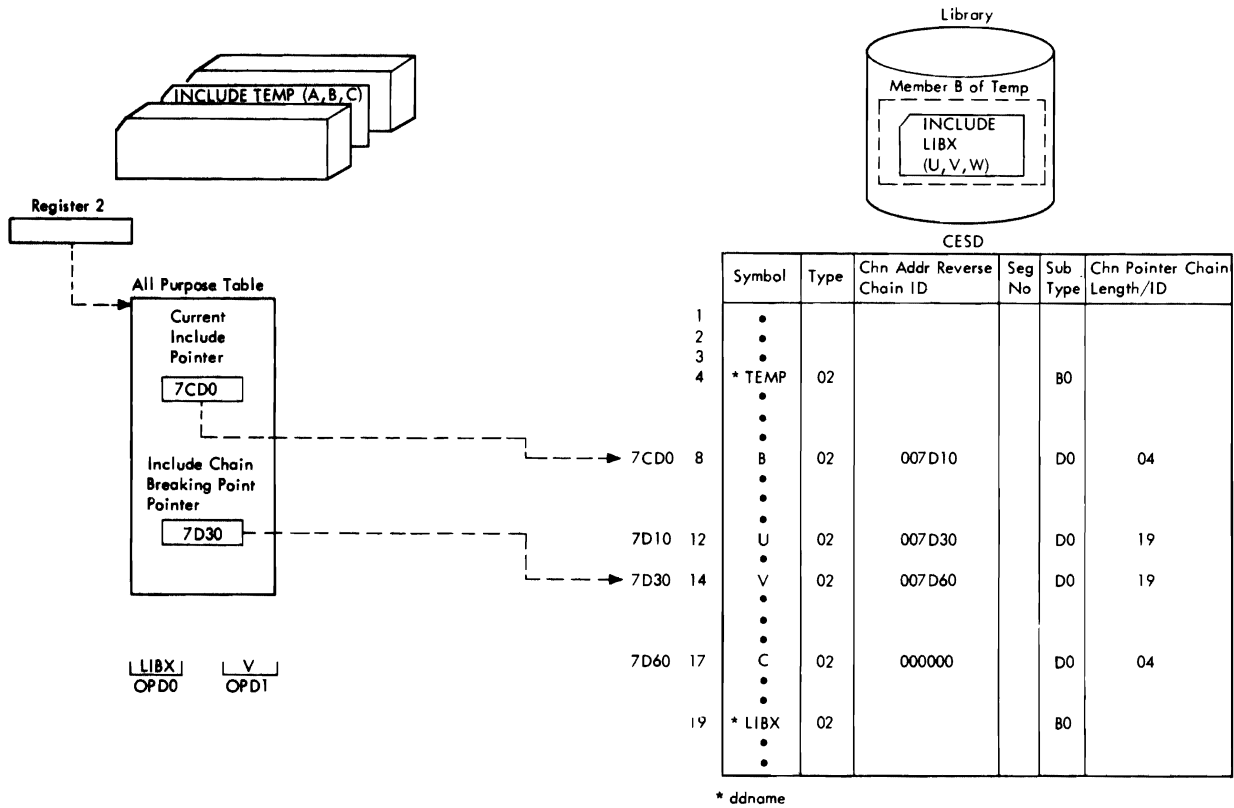 Library
INCLUDE TEMP (A,B,C)
Member B of Temp
INCLUDE
LIBX
(U,V,W)
Register 2
CESD
All Purpose Table
Current
Include
Pointer
7CD0
Include Chain
Breaking Point
Pointer
7D30
LIBX V
OPD0 OPD1
Symbol Type Chn Addr Reverse Chain ID Seg No Sub Type Chn Pointer Chain Length/ID
1 •
2 •
3 •
4 * TEMP 02 B0
•
•
•
7CD0 8 B 02 007D10 D0 04
•
•
•
7D10 12 U 02 007D30 D0 19
•
7D30 14 V 02 007D60 D0 19
•
•
•
7D60 17 C 02 000000 D0 04
•
•
19 * LIBX 02 B0
•
•
* ddname